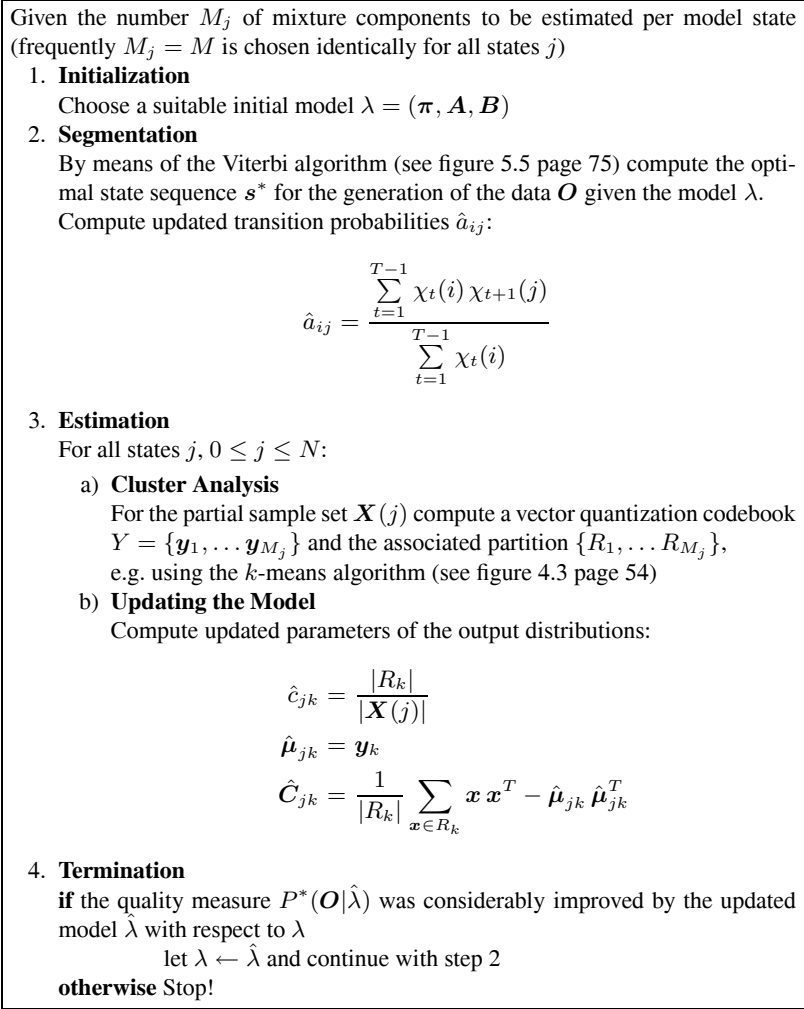 Given the number M_j of mixture components to be estimated per model state
(frequently M_j = M is chosen identically for all states j)
1. Initialization
Choose a suitable initial model λ = (π, A, B)
2. Segmentation
By means of the Viterbi algorithm (see figure 5.5 page 75) compute the opti-
mal state sequence s* for the generation of the data O given the model λ.
Compute updated transition probabilities â_ij:
â_ij = \frac{\sum_{t=1}^{T-1} χ_t(i) χ_{t+1}(j)}{\sum_{t=1}^{T-1} χ_t(i)}
3. Estimation
For all states j, 0 ≤ j ≤ N:
a) Cluster Analysis
For the partial sample set X(j) compute a vector quantization codebook
Y = {y_1, . . . y_{M_j}} and the associated partition {R_1, . . . R_{M_j}},
e.g. using the k-means algorithm (see figure 4.3 page 54)
b) Updating the Model
Compute updated parameters of the output distributions:
ĉ_jk = \frac{|R_k|}{|X(j)|}
μ̂_jk = y_k
Ĉ_jk = \frac{1}{|R_k|} \sum_{x∈R_k} x x^T − μ̂_jk μ̂_jk^T
4. Termination
if the quality measure P*(O|λ̂) was considerably improved by the updated
model λ̂ with respect to λ
let λ ← λ̂ and continue with step 2
otherwise Stop!